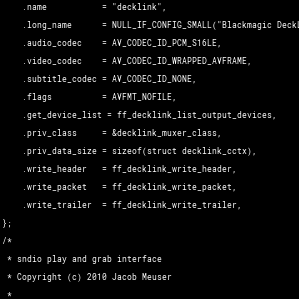 .name           = "decklink",
.long_name      = NULL_IF_CONFIG_SMALL("Blackmagic Deckl
.audio_codec    = AV_CODEC_ID_PCM_S16LE,
.video_codec    = AV_CODEC_ID_WRAPPED_AVFRAME,
.subtitle_codec = AV_CODEC_ID_NONE,
.flags          = AVFMT_NOFILE,
.get_device_list = ff_decklink_list_output_devices,
.priv_class     = &decklink_muxer_class,
.priv_data_size = sizeof(struct decklink_cctx),
.write_header   = ff_decklink_write_header,
.write_packet   = ff_decklink_write_packet,
.write_trailer  = ff_decklink_write_trailer,
};
/*
* sndio play and grab interface
* Copyright (c) 2010 Jacob Meuser
*